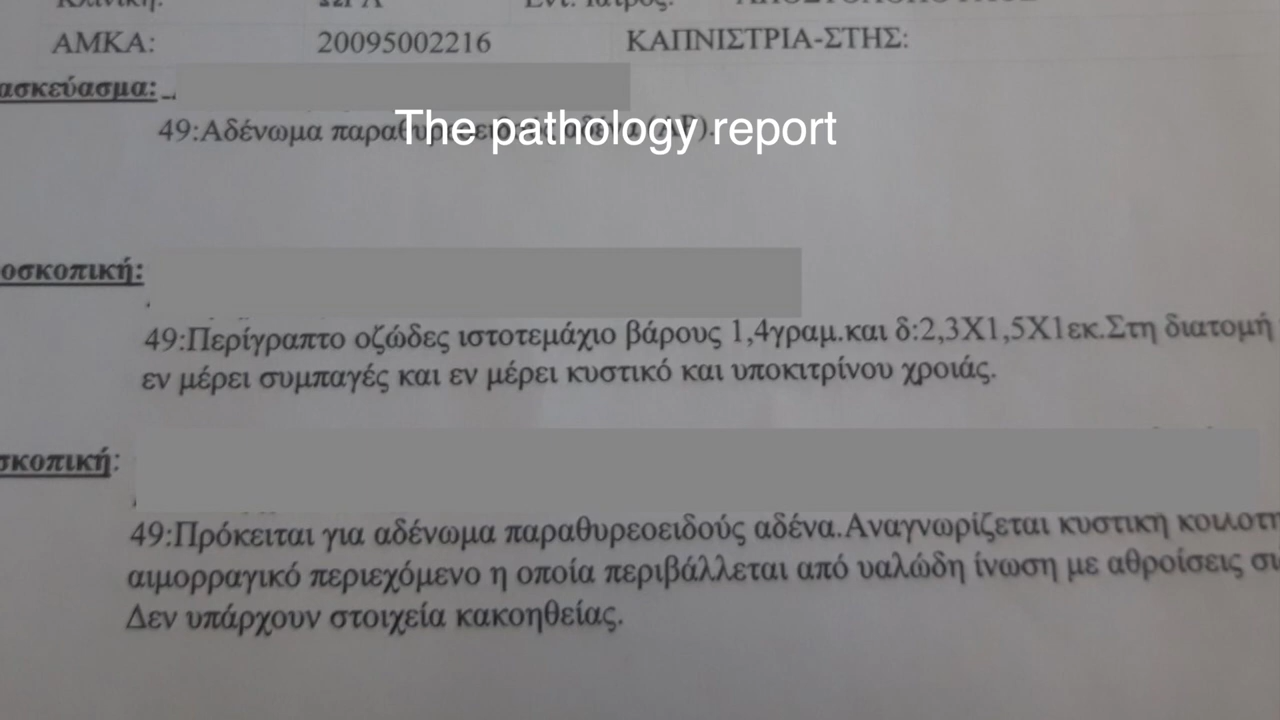 ΑΜΚΑ: 20095002216 ΚΑΠΝΙΣΤΡΙΑ-ΣΤΗΣ:
ασκεύασμα:
49:Αδένωμα
The pathology report
οσκοπική:
49:Περίγραπτο οζώδες ιστοτεμάχιο βάρους 1,4γραμ.και δ:2,3Χ1,5Χ1εκ.Στη διατομή
εν μέρει συμπαγές και εν μέρει κυστικό και υποκιτρίνου χροιάς.
σκοπική:
49:Πρόκειται για αδένωμα παραθυρεοειδούς αδένα.Αναγνωρίζεται κυστική
αιμορραγικό περιεχόμενο η οποία περιβάλλεται από υαλώδη ίνωση με αθροίσεις
Δεν υπάρχουν στοιχεία κακοηθείας.